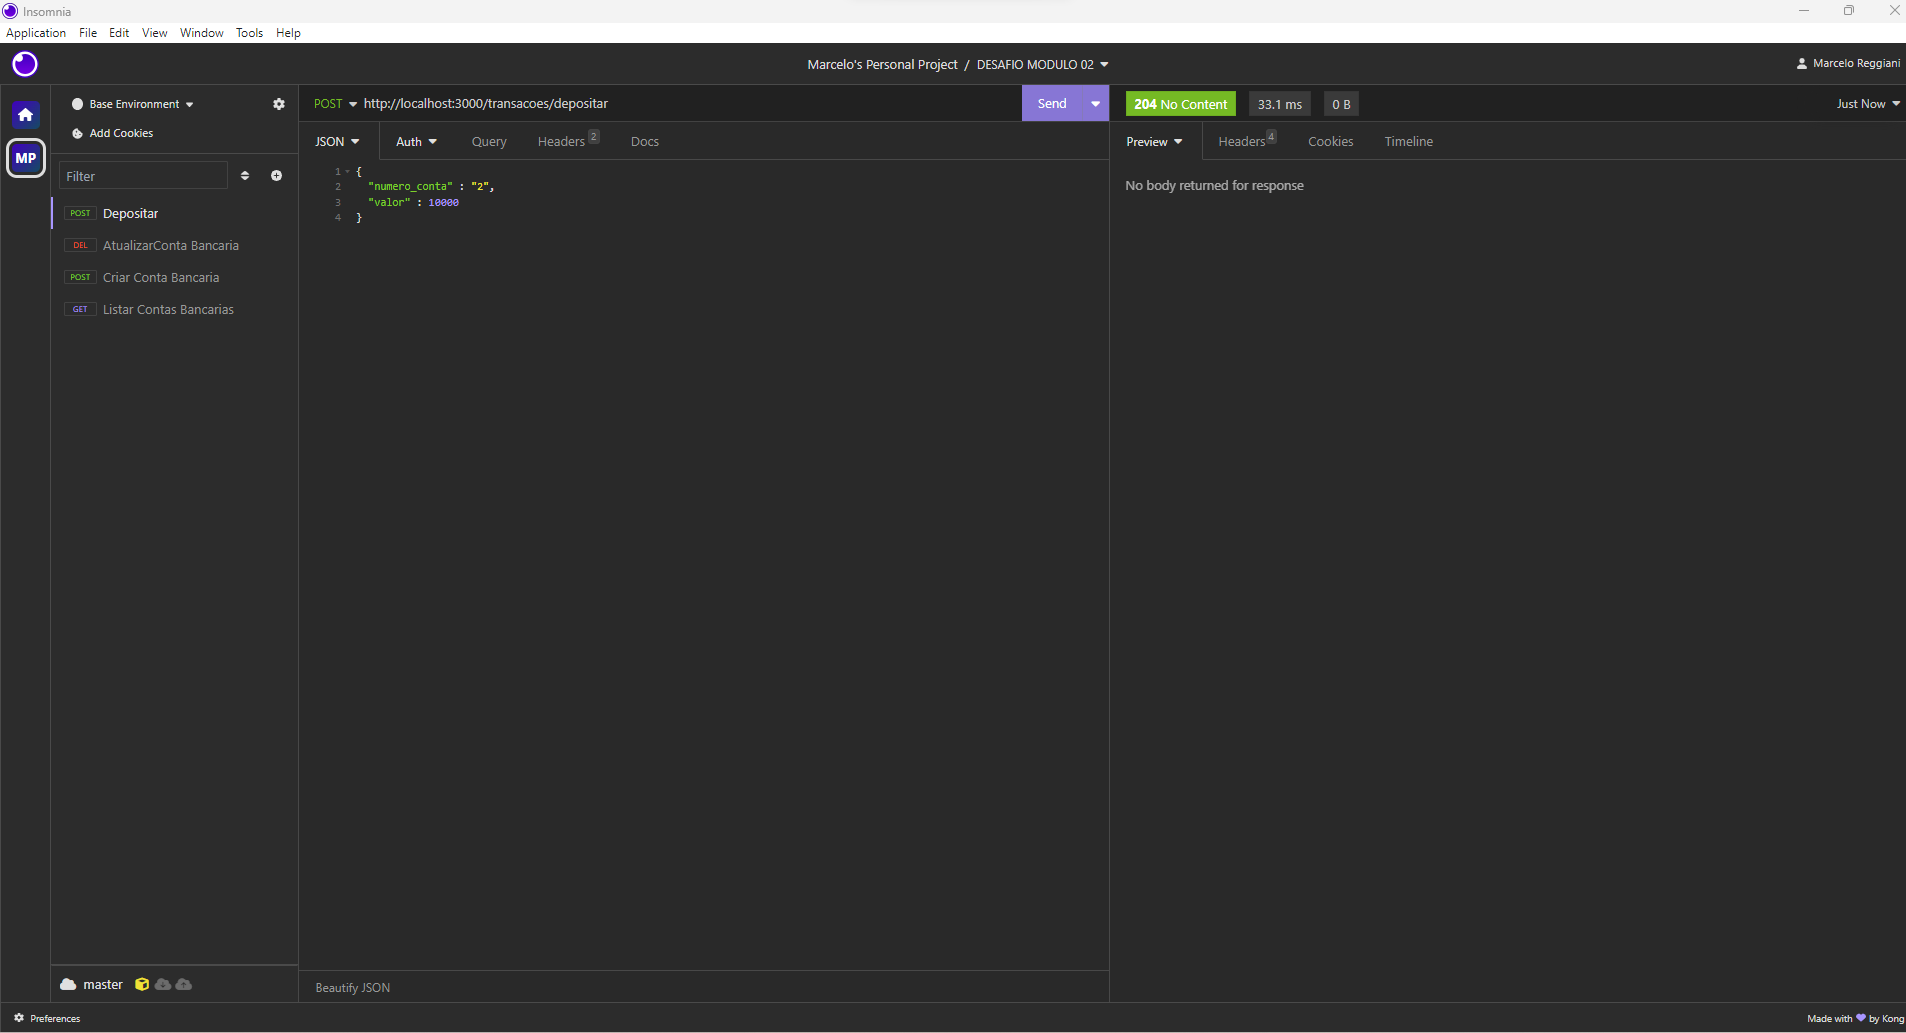 Insomnia
Application File Edit View Window Tools Help
Marcelo's Personal Project / DESAFIO MODULO 02
Marcelo Reggiani
MP
Base Environment
Add Cookies
Filter
POST Depositar
DEL AtualizarConta Bancaria
POST Criar Conta Bancaria
GET Listar Contas Bancarias
master
POST http://localhost:3000/transacoes/depositar
Send
JSON Auth Query Headers 2 Docs
1 {
2 "numero_conta" : "2",
3 "valor" : 10000
4 }
Beautify JSON
204 No Content 33.1 ms 0 B Just Now
Preview Headers 4 Cookies Timeline
No body returned for response
Preferences
Made with by Kong